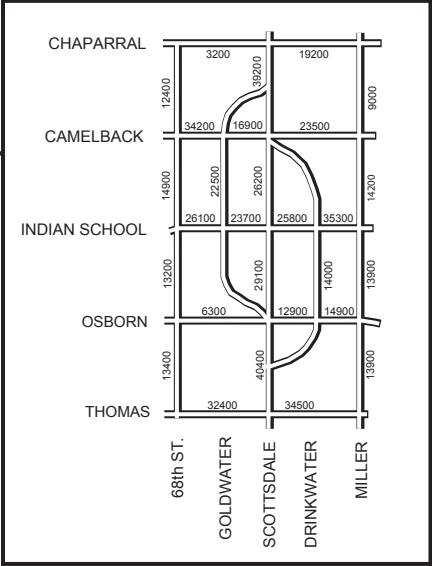 CHAPARRAL
3200 19200
12400 39200 9000
CAMELBACK 34200 16900 23500
14900 22500 26200 14200
INDIAN SCHOOL 26100 23700 25800 35300
13200 29100 14000 13900
OSBORN 6300 12900 14900
13400 40400 13900
THOMAS 32400 34500
68th ST. GOLDWATER SCOTTSDALE DRINKWATER MILLER